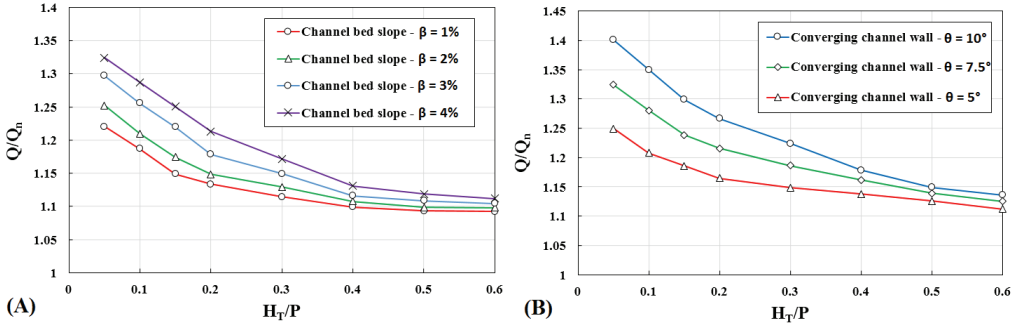 1.4
1.35
1.3
1.25
1.2
1.15
1.1
1.05
1
Q/Qn
0 0.1 0.2 0.3 0.4 0.5 0.6
HT/P
(A)
Channel bed slope - β = 1%
Channel bed slope - β = 2%
Channel bed slope - β = 3%
Channel bed slope - β = 4%
1.45
1.4
1.35
1.3
1.25
1.2
1.15
1.1
1.05
1
Q/Qn
0 0.1 0.2 0.3 0.4 0.5 0.6
HT/P
(B)
Converging channel wall - θ = 10°
Converging channel wall - θ = 7.5°
Converging channel wall - θ = 5°